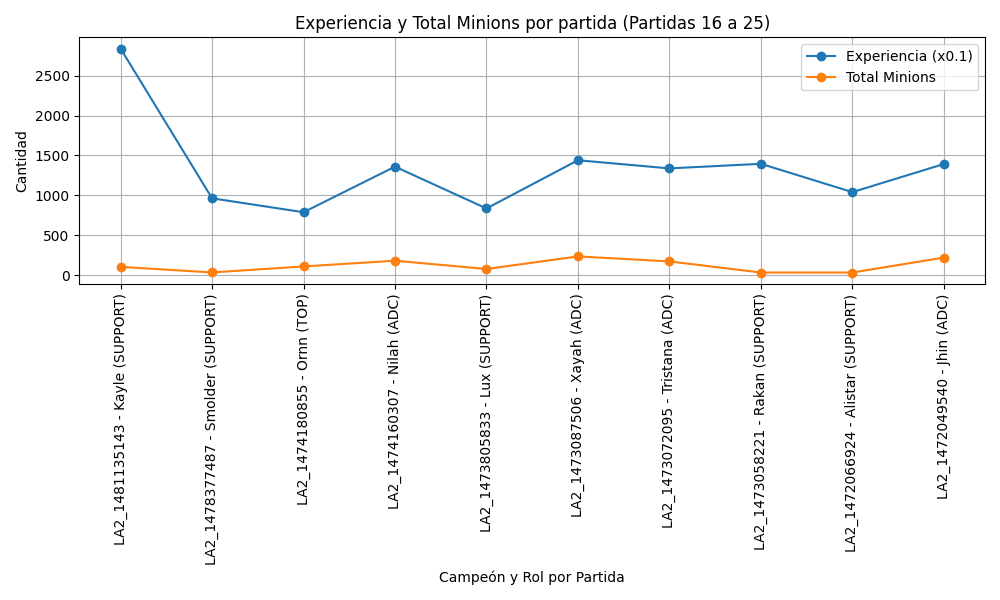 Experiencia y Total Minions por partida (Partidas 16 a 25)
Experiencia (x0.1)
Total Minions
Cantidad
2500
2000
1500
1000
500
0
LA2_1481135143 - Kayle (SUPPORT)
LA2_1478377487 - Smolder (SUPPORT)
LA2_1474180855 - Ornn (TOP)
LA2_1474160307 - Nilah (ADC)
LA2_1473805833 - Lux (SUPPORT)
LA2_1473087506 - Xayah (ADC)
LA2_1473072095 - Tristana (ADC)
LA2_1473058221 - Rakan (SUPPORT)
LA2_1472066924 - Alistar (SUPPORT)
LA2_1472049540 - Jhin (ADC)
Campeón y Rol por Partida